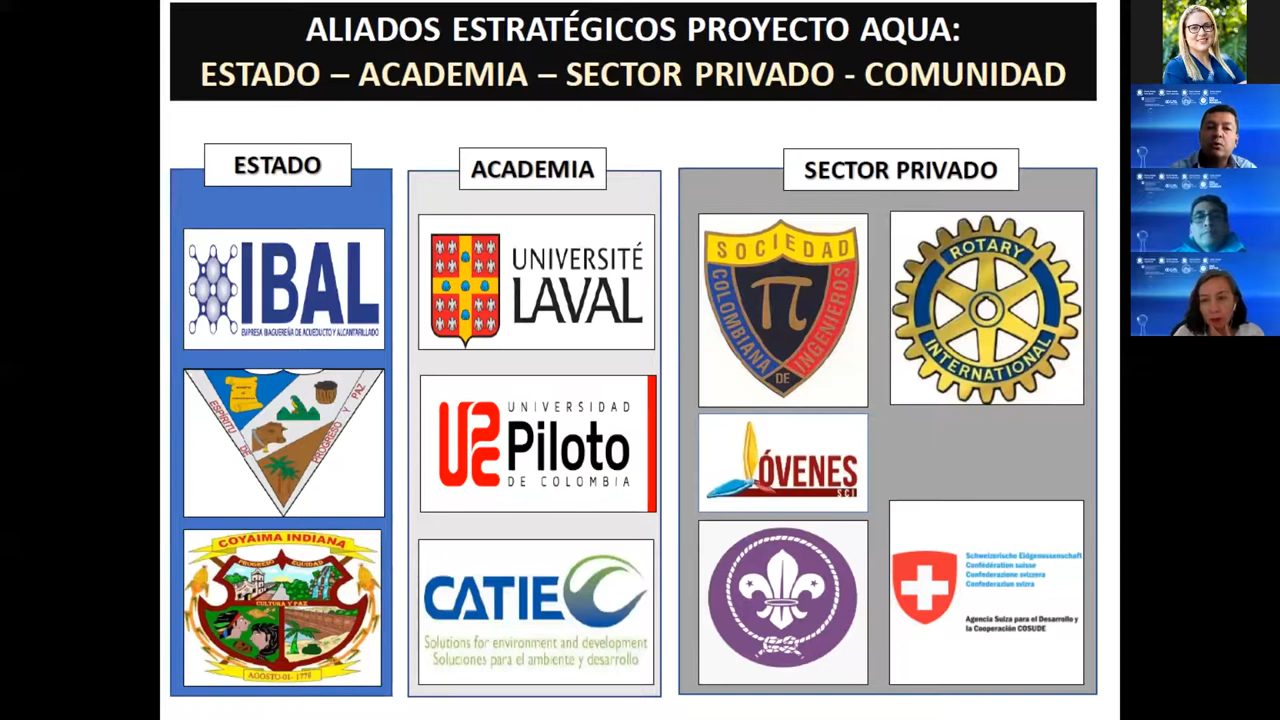 ALIADOS ESTRATÉGICOS PROYECTO AQUA:
ESTADO – ACADEMIA – SECTOR PRIVADO - COMUNIDAD
ESTADO
IBAL
EMPRESA IBAGUEREÑA DE ACUEDUCTO Y ALCANTARILLADO
ESPÍRITU DE PROGRESO Y PAZ
COYAIMA INDIANA
PROGRESO EQUIDAD
CULTURA Y PAZ
AGOSTO-01- 1778
ACADEMIA
UNIVERSITÉ
LAVAL
UNIVERSIDAD
Piloto
DE COLOMBIA
CATIE
Solutions for environment and development
Soluciones para el ambiente y desarrollo
SECTOR PRIVADO
SOCIEDAD
COLOMBIANA
DE
INGENIEROS
π
ROTARY
INTERNATIONAL
JÓVENES
SCI
Schweizerische Eidgenossenschaft
Confédération suisse
Confederazione svizzera
Confederaziun svizra
Agencia Suiza para el Desarrollo y
la Cooperación COSUDE